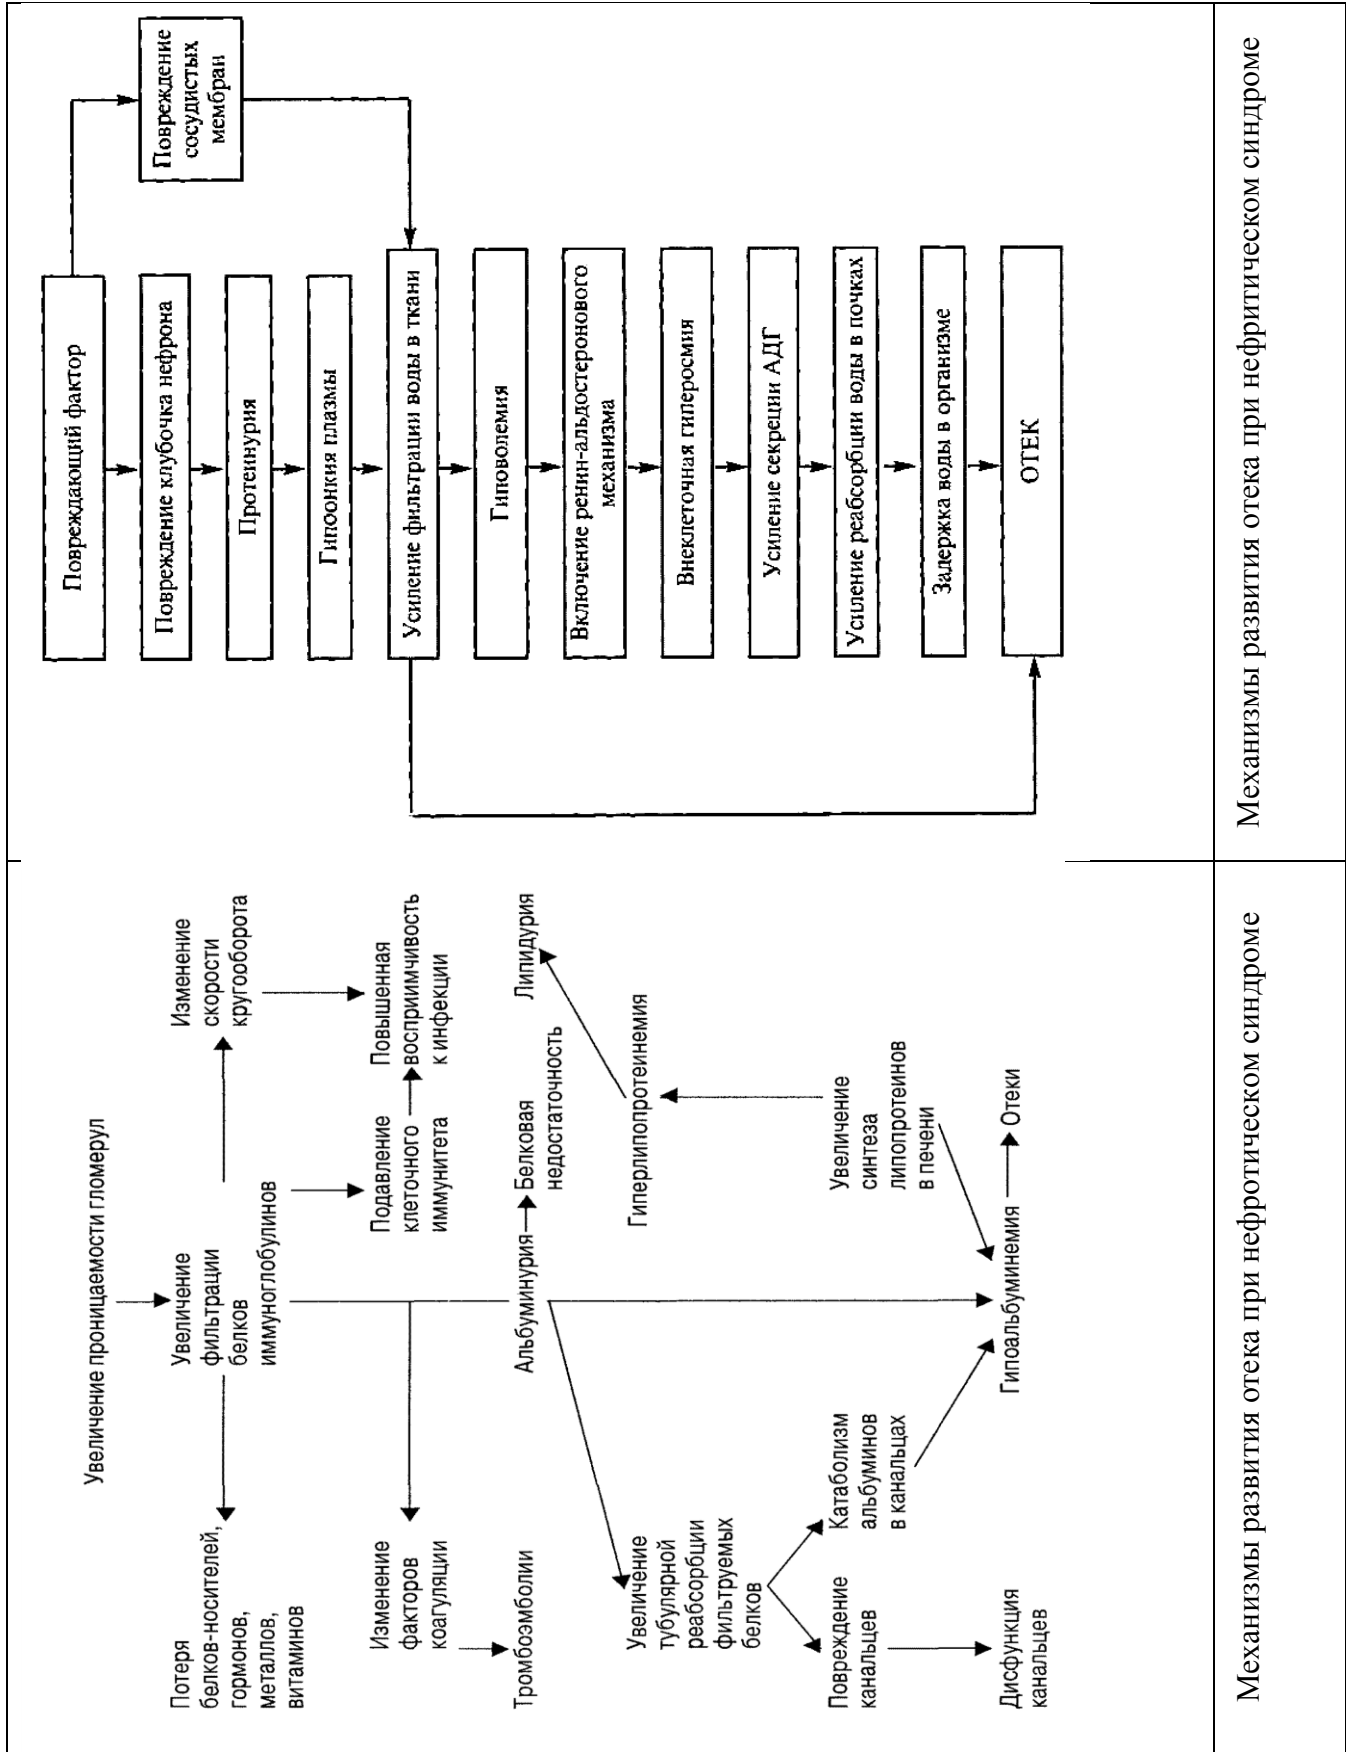 Увеличение проницаемости гломерул
Потеря
белков-носителей,
гормонов,
металлов,
витаминов
Увеличение
фильтрации
белков
иммуноглобулинов
Изменение
скорости
кругооборота
Изменение
факторов
коагуляции
Подавление
клеточного
иммунитета
Повышенная
восприимчивость
к инфекции
Тромбоэмболии
Альбуминурия
Белковая
недостаточность
Липидурия
Увеличение
тубулярной
реабсорбции
фильтруемых
белков
Гиперлипопротеинемия
Повреждение
канальцев
Катаболизм
альбуминов
в канальцах
Увеличение
синтеза
липопротеинов
в печени
Дисфункция
канальцев
Гипоальбуминемия
Отеки
Механизмы развития отека при нефротическом синдроме
Повреждающий фактор
Повреждение
сосудистых
мембран
Повреждение клубочка нефрона
Протеинурия
Гипоонкия плазмы
Усиление фильтрации воды в ткани
Гиповолемия
Включение ренин-альдостеронового
механизма
Внеклеточная гиперосмия
Усиление секреции АДГ
Усиление реабсорбции воды в почках
Задержка воды в организме
ОТЕК
Механизмы развития отека при нефритическом синдроме